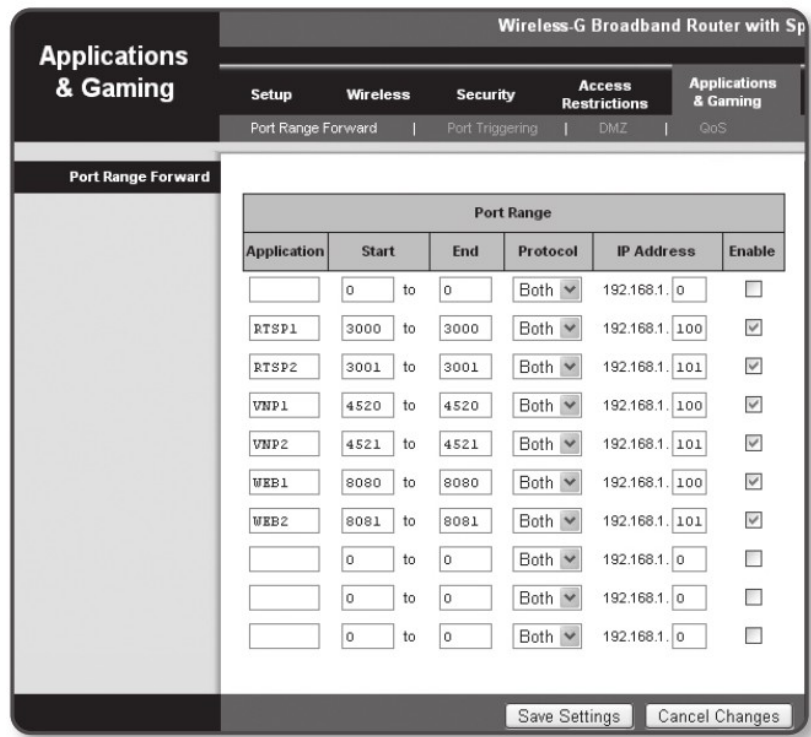 Wireless-G Broadband Router with Sp
Applications
& Gaming
Setup Wireless Security Access Restrictions Applications & Gaming
Port Range Forward | Port Triggering | DMZ | QoS
Port Range Forward
Port Range
Application Start End Protocol IP Address Enable
0 to 0 Both 192.168.1. 0
RTSP1 3000 to 3000 Both 192.168.1. 100
RTSP2 3001 to 3001 Both 192.168.1. 101
VNP1 4520 to 4520 Both 192.168.1. 100
VNP2 4521 to 4521 Both 192.168.1. 101
WEB1 8080 to 8080 Both 192.168.1. 100
WEB2 8081 to 8081 Both 192.168.1. 101
0 to 0 Both 192.168.1. 0
0 to 0 Both 192.168.1. 0
0 to 0 Both 192.168.1. 0
Save Settings Cancel Changes